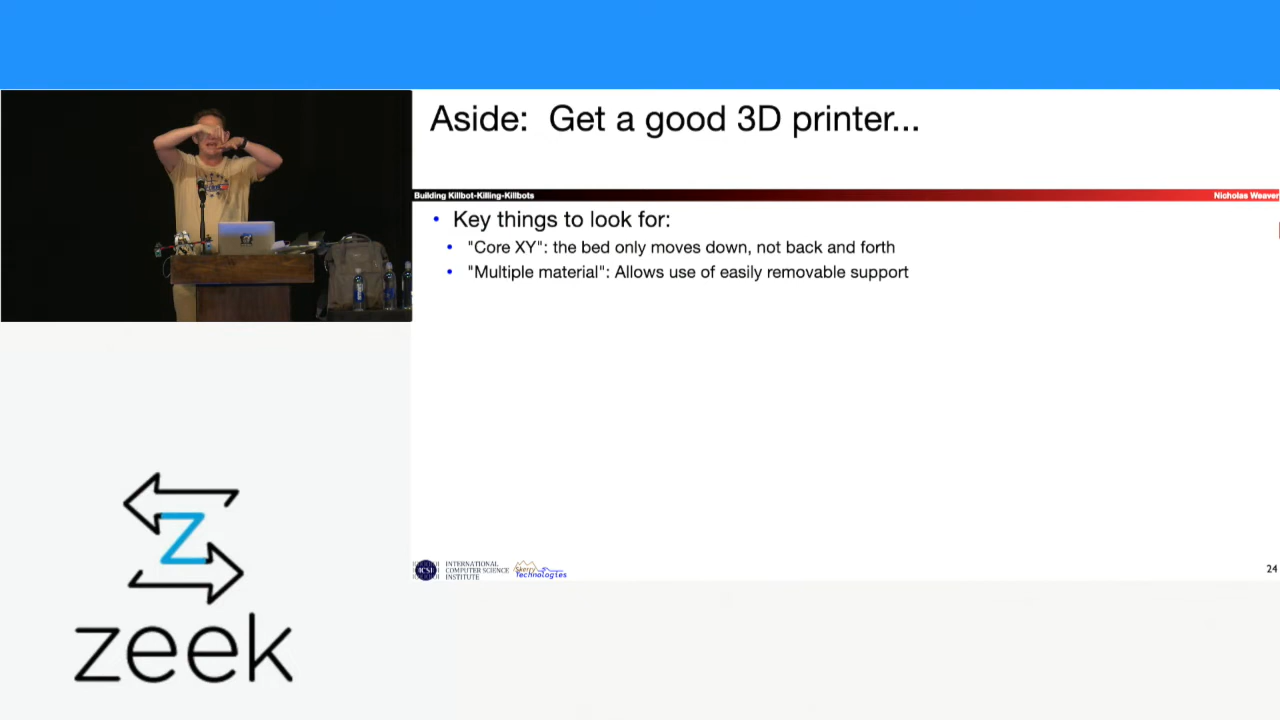 Aside: Get a good 3D printer...
Building Killbot-Killing-Killbots
Nicholas Weaver
• Key things to look for:
• "Core XY": the bed only moves down, not back and forth
• "Multiple material": Allows use of easily removable support
ICSI
INTERNATIONAL
COMPUTER SCIENCE
INSTITUTE
Skerry
Technologies
24
z
zeek